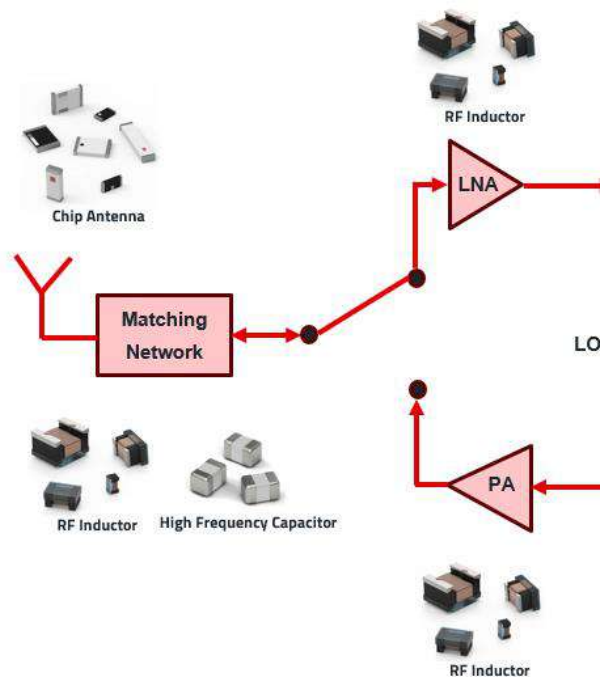 RF Inductor
LNA
Chip Antenna
Matching
Network
LO
RF Inductor
High Frequency Capacitor
PA
RF Inductor